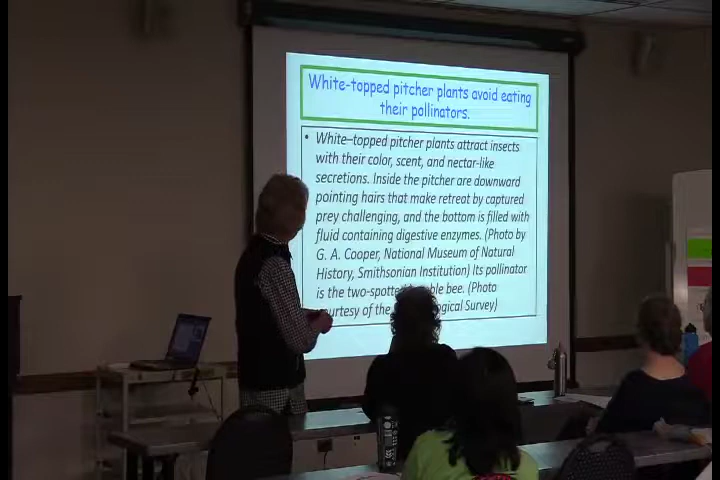 White-topped pitcher plants avoid eating
their pollinators.
• White–topped pitcher plants attract insects
with their color, scent, and nectar-like
secretions. Inside the pitcher are downward
pointing hairs that make retreat by captured
prey challenging, and the bottom is filled with
fluid containing digestive enzymes. (Photo by
G. A. Cooper, National Museum of Natural
History, Smithsonian Institution) Its pollinator
is the two-spotted bee. (Photo
of the Survey)